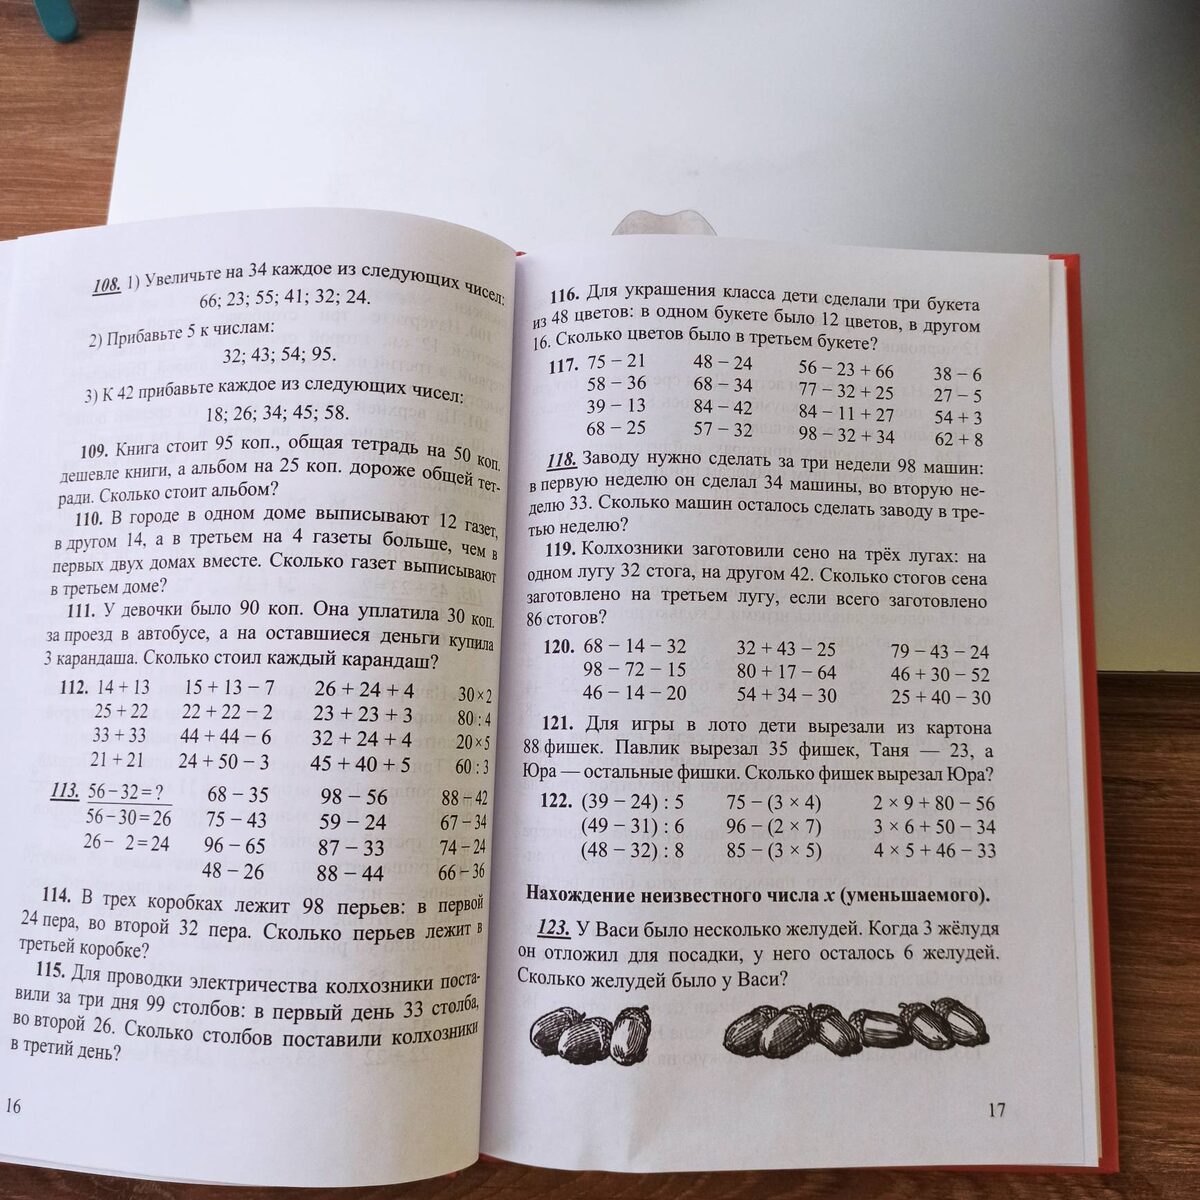 108. 1) Увеличьте на 34 каждое из следующих чисел:
66; 23; 55; 41; 32; 24.
2) Прибавьте 5 к числам:
32; 43; 54; 95.
3) К 42 прибавьте каждое из следующих чисел:
18; 26; 34; 45; 58.
109. Книга стоит 95 коп., общая тетрадь на 50 коп.
дешевле книги, а альбом на 25 коп. дороже общей тет-
ради. Сколько стоит альбом?
110. В городе в одном доме выписывают 12 газет,
в другом 14, а в третьем на 4 газеты больше, чем в
первых двух домах вместе. Сколько газет выписывают
в третьем доме?
111. У девочки было 90 коп. Она уплатила 30 коп.
за проезд в автобусе, а на оставшиеся деньги купила
3 карандаша. Сколько стоил каждый карандаш?
112. 14 + 13 15 + 13 – 7 26 + 24 + 4 30 × 2
25 + 22 22 + 22 – 2 23 + 23 + 3 80 : 4
33 + 33 44 + 44 – 6 32 + 24 + 4 20 × 5
21 + 21 24 + 50 – 3 45 + 40 + 5 60 : 3
113. 56 – 32 = ? 68 – 35 98 – 56 88 – 42
56 – 30 = 26 75 – 43 59 – 24 67 – 34
26 – 2 = 24 96 – 65 87 – 33 74 – 24
48 – 26 88 – 44 66 – 36
114. В трех коробках лежит 98 перьев: в первой
24 пера, во второй 32 пера. Сколько перьев лежит в
третьей коробке?
115. Для проводки электричества колхозники поста-
вили за три дня 99 столбов: в первый день 33 столба,
во второй 26. Сколько столбов поставили колхозники
в третий день?
16
116. Для украшения класса дети сделали три букета
из 48 цветов: в одном букете было 12 цветов, в другом
16. Сколько цветов было в третьем букете?
117. 75 – 21 48 – 24 56 – 23 + 66 38 – 6
58 – 36 68 – 34 77 – 32 + 25 27 – 5
39 – 13 84 – 42 84 – 11 + 27 54 + 3
68 – 25 57 – 32 98 – 32 + 34 62 + 8
118. Заводу нужно сделать за три недели 98 машин:
в первую неделю он сделал 34 машины, во вторую не-
делю 33. Сколько машин осталось сделать заводу в тре-
тью неделю?
119. Колхозники заготовили сено на трёх лугах: на
одном лугу 32 стога, на другом 42. Сколько стогов сена
заготовлено на третьем лугу, если всего заготовлено
86 стогов?
120. 68 – 14 – 32 32 + 43 – 25 79 – 43 – 24
98 – 72 – 15 80 + 17 – 64 46 + 30 – 52
46 – 14 – 20 54 + 34 – 30 25 + 40 – 30
121. Для игры в лото дети вырезали из картона
88 фишек. Павлик вырезал 35 фишек, Таня — 23, а
Юра — остальные фишки. Сколько фишек вырезал Юра?
122. (39 – 24) : 5 75 – (3 × 4) 2 × 9 + 80 – 56
(49 – 31) : 6 96 – (2 × 7) 3 × 6 + 50 – 34
(48 – 32) : 8 85 – (3 × 5) 4 × 5 + 46 – 33
Нахождение неизвестного числа x (уменьшаемого).
123. У Васи было несколько желудей. Когда 3 жёлудя
он отложил для посадки, у него осталось 6 желудей.
Сколько желудей было у Васи?
17